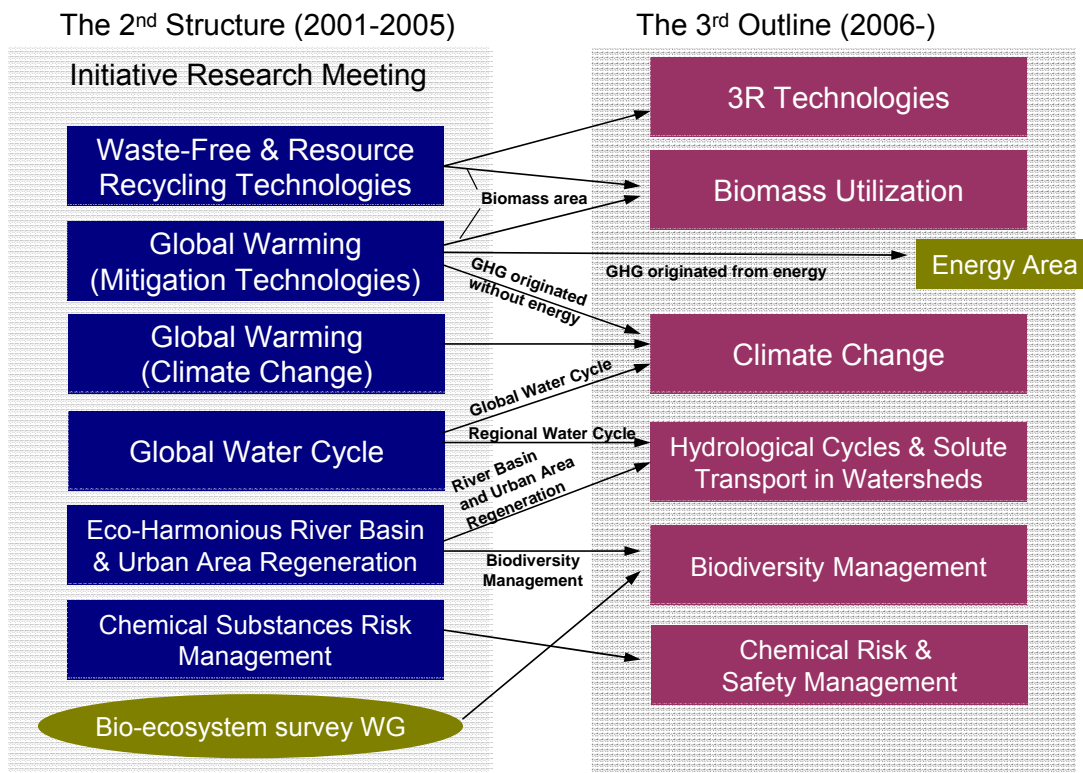 The 2nd Structure (2001-2005)
Initiative Research Meeting
Waste-Free & Resource
Recycling Technologies
Global Warming
(Mitigation Technologies)
Global Warming
(Climate Change)
Global Water Cycle
Eco-Harmonious River Basin
& Urban Area Regeneration
Chemical Substances Risk
Management
Bio-ecosystem survey WG
Biomass area
GHG originated from energy
GHG originated
without energy
Global Water Cycle
Regional Water Cycle
River Basin
and Urban Area
Regeneration
Biodiversity
Management
The 3rd Outline (2006-)
3R Technologies
Biomass Utilization
Energy Area
Climate Change
Hydrological Cycles & Solute
Transport in Watersheds
Biodiversity Management
Chemical Risk &
Safety Management